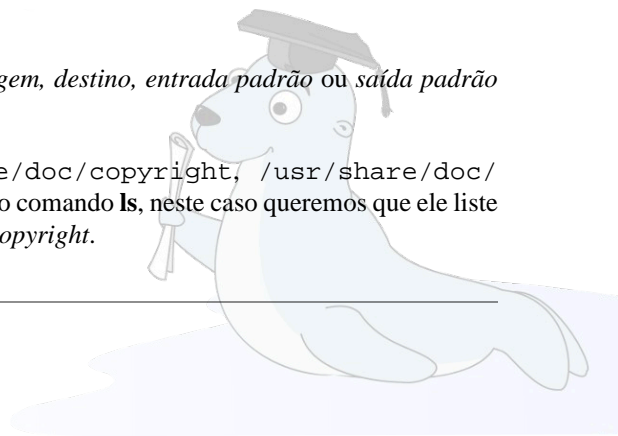 gem, destino, entrada padrão ou saída padrão
e/doc/copyright, /usr/share/doc/
o comando ls, neste caso queremos que ele liste
opyright.